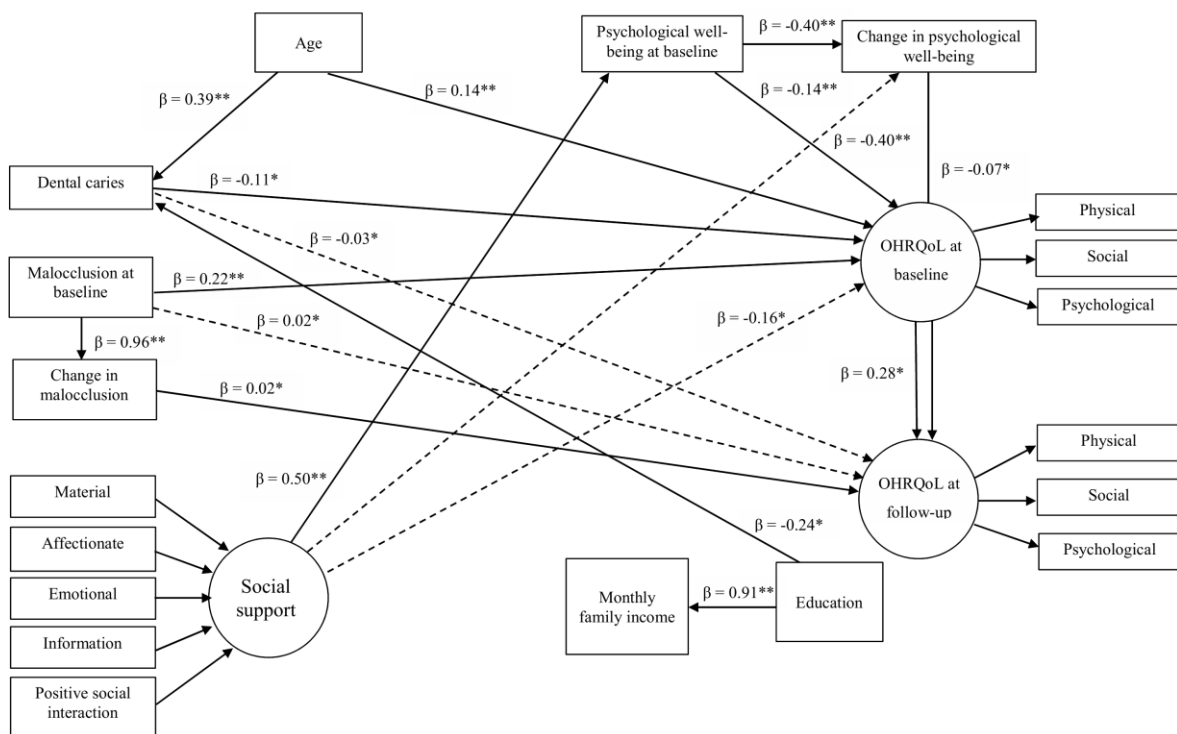 Age
Psychological well-
being at baseline
β = -0.40**
Change in psychological
well-being
β = 0.39**
β = 0.14**
β = -0.14**
β = -0.40**
Dental caries
β = -0.11*
β = -0.07*
β = -0.03*
OHRQoL at
baseline
Physical
Social
Psychological
Malocclusion at
baseline
β = 0.22**
β = 0.02*
β = -0.16*
β = 0.96**
Change in
malocclusion
β = 0.02*
β = 0.28*
Material
Affectionate
Emotional
Information
Positive social
interaction
Social
support
β = 0.50**
β = -0.24*
OHRQoL at
follow-up
Physical
Social
Psychological
Monthly
family income
β = 0.91**
Education